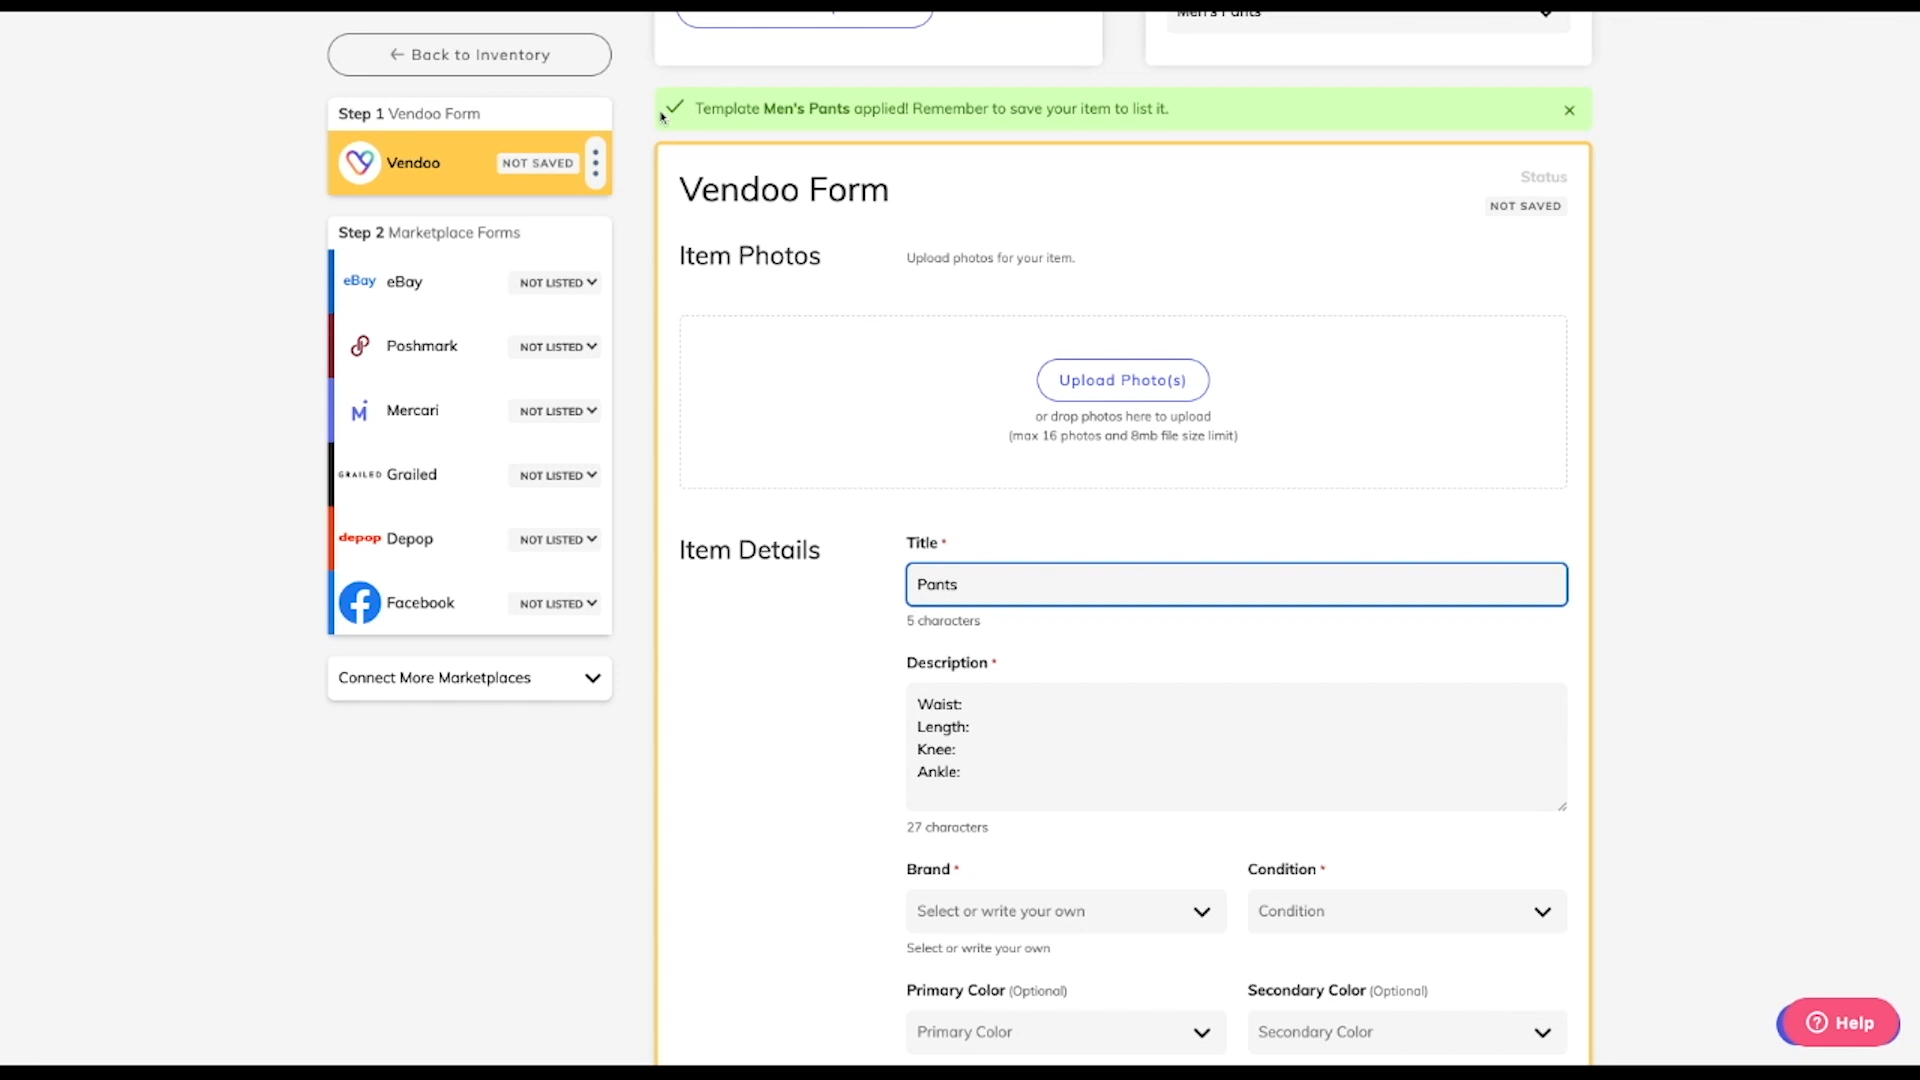 Men's Pants
← Back to Inventory
Step 1 Vendoo Form
Vendoo
NOT SAVED
Step 2 Marketplace Forms
eBay eBay NOT LISTED
Poshmark NOT LISTED
Mercari NOT LISTED
GRAILED Grailed NOT LISTED
depop Depop NOT LISTED
Facebook NOT LISTED
Connect More Marketplaces
Template Men's Pants applied! Remember to save your item to list it.
Vendoo Form
Status
NOT SAVED
Item Photos
Upload photos for your item.
Upload Photo(s)
or drop photos here to upload
(max 16 photos and 8mb file size limit)
Item Details
Title *
Pants
5 characters
Description *
Waist:
Length:
Knee:
Ankle:
27 characters
Brand *
Select or write your own
Select or write your own
Condition *
Condition
Primary Color (Optional)
Primary Color
Secondary Color (Optional)
Secondary Color
Help